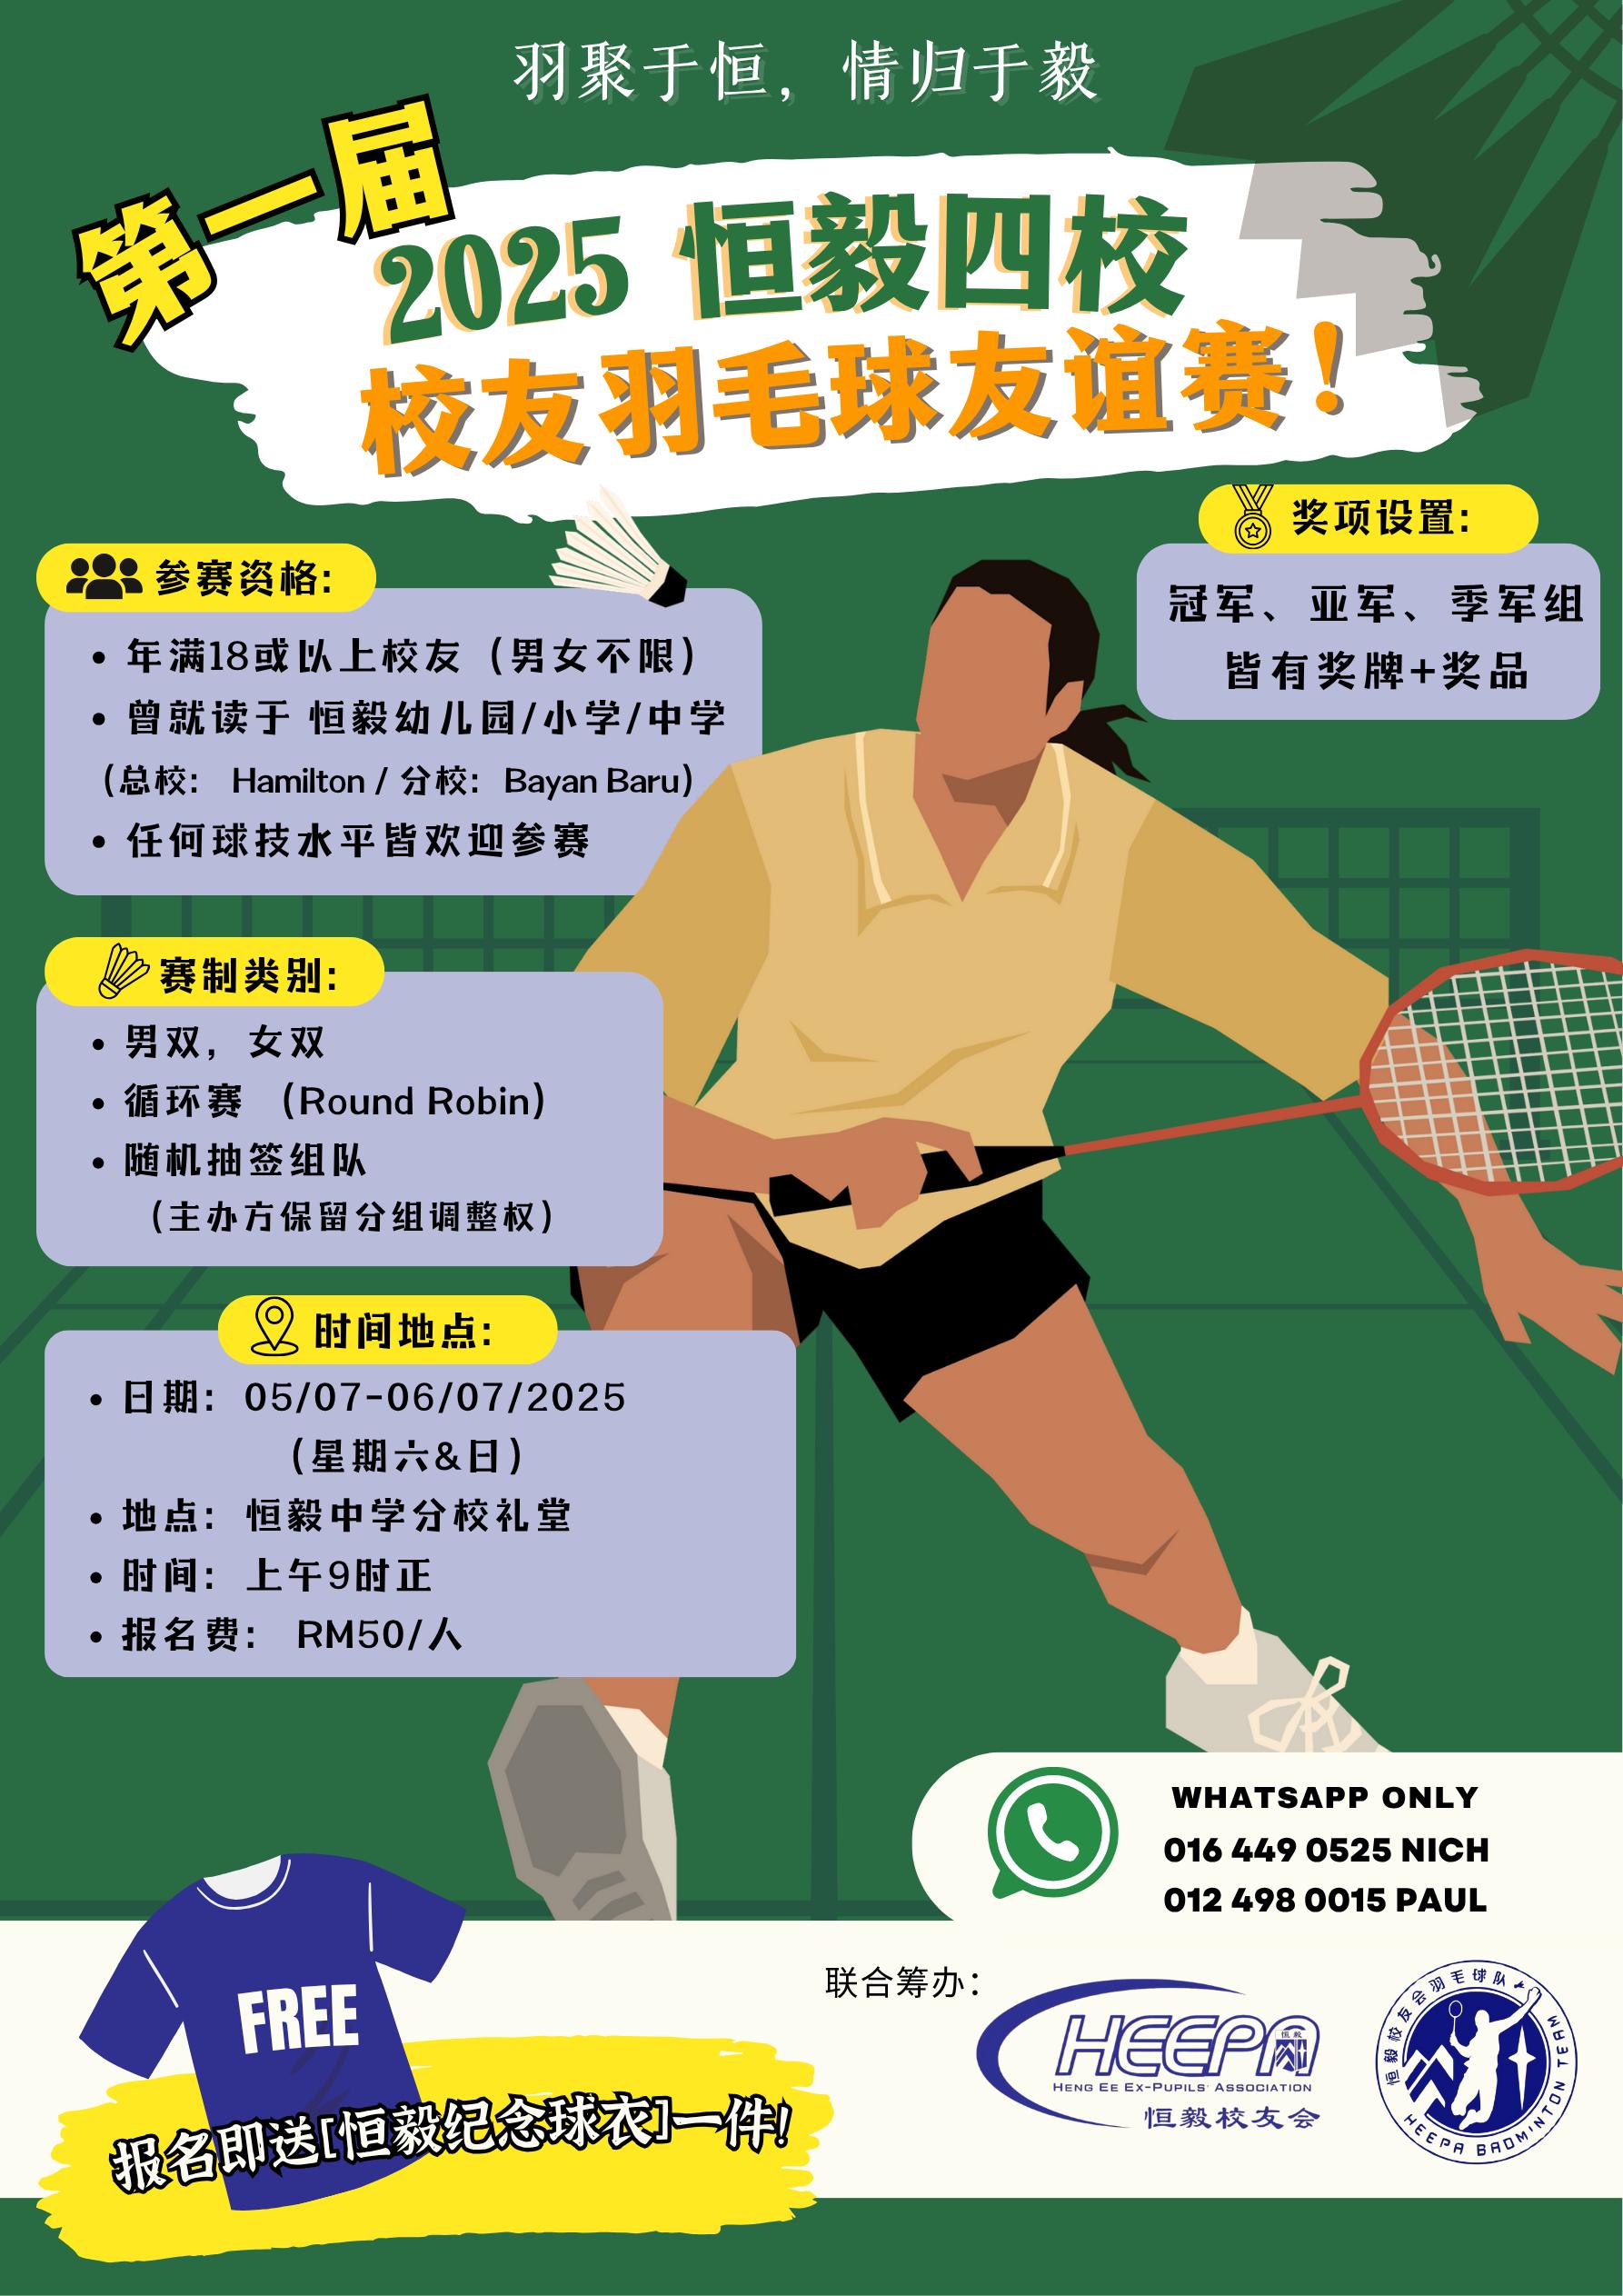 羽聚于恒，情归于毅
第一届
2025 恒毅四校
校友羽毛球友谊赛！
奖项设置：
冠军、亚军、季军组
皆有奖牌+奖品
参赛资格：
• 年满18或以上校友（男女不限）
• 曾就读于 恒毅幼儿园/小学/中学
（总校： Hamilton / 分校：Bayan Baru）
• 任何球技水平皆欢迎参赛
赛制类别：
• 男双，女双
• 循环赛 （Round Robin）
• 随机抽签组队
（主办方保留分组调整权）
时间地点：
• 日期：05/07-06/07/2025
（星期六&日）
• 地点：恒毅中学分校礼堂
• 时间：上午9时正
• 报名费： RM50/人
WHATSAPP ONLY
016 449 0525 NICH
012 498 0015 PAUL
FREE
报名即送[恒毅纪念球衣]一件!
联合筹办：
HEEPA
恒毅
HENG EE EX-PUPILS' ASSOCIATION
恒毅校友会
恒毅校友会羽毛球队
HEEPA BADMINTON TEAM